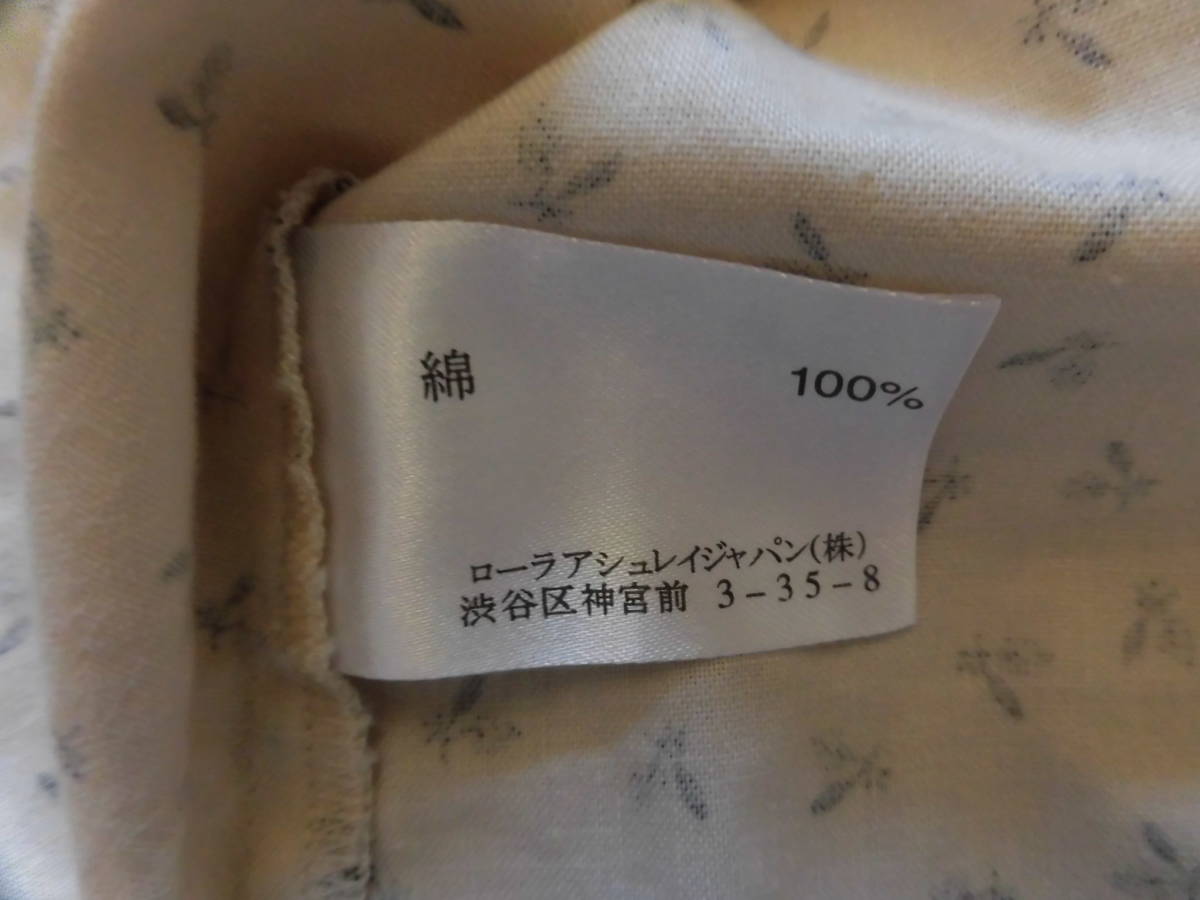 綿 100%
ローラアシュレイジャパン(株)
渋谷区神宮前 3-35-8